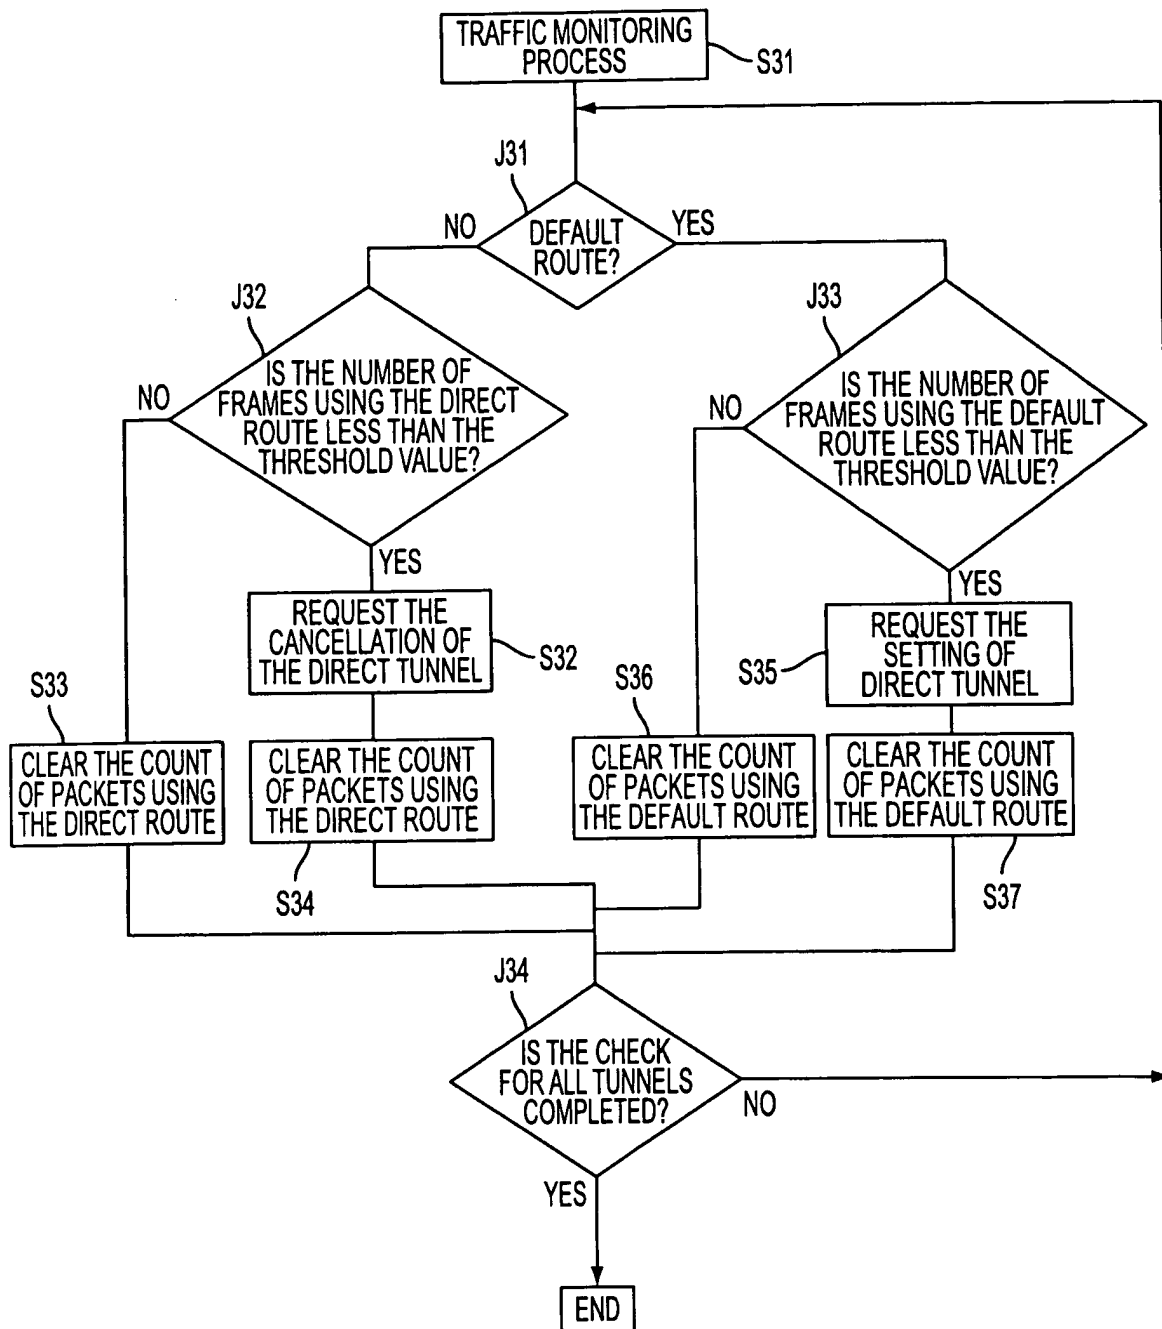 TRAFFIC MONITORING
PROCESS
S31
J31
NO
DEFAULT
ROUTE?
YES
J32
NO
IS THE NUMBER OF
FRAMES USING THE DIRECT
ROUTE LESS THAN THE
THRESHOLD VALUE?
YES
J33
NO
IS THE NUMBER OF
FRAMES USING THE DEFAULT
ROUTE LESS THAN THE
THRESHOLD VALUE?
YES
REQUEST THE
CANCELLATION OF
THE DIRECT TUNNEL
S32
S35
REQUEST THE
SETTING OF
DIRECT TUNNEL
S33
CLEAR THE COUNT
OF PACKETS USING
THE DIRECT ROUTE
CLEAR THE COUNT
OF PACKETS USING
THE DIRECT ROUTE
S34
S36
CLEAR THE COUNT
OF PACKETS USING
THE DEFAULT ROUTE
CLEAR THE COUNT
OF PACKETS USING
THE DEFAULT ROUTE
S37
J34
IS THE CHECK
FOR ALL TUNNELS
COMPLETED?
NO
YES
END